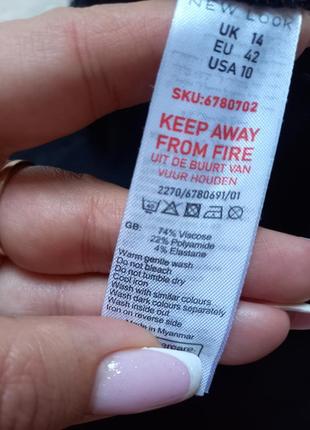 NEW LOOK
UK 14
EU 42
USA 10
SKU:6780702
KEEP AWAY
FROM FIRE
UIT DE BUURT VAN
VUUR HOUDEN
2270/6780691/01
GB: 74% Viscose
22% Polyamide
4% Elastane
Warm gentle wash
Do not bleach
Do not tumble dry
Cool iron
Wash with similar colours
Wash dark colours separately
Wash inside out
Iron on reverse side
Made in Myanmar